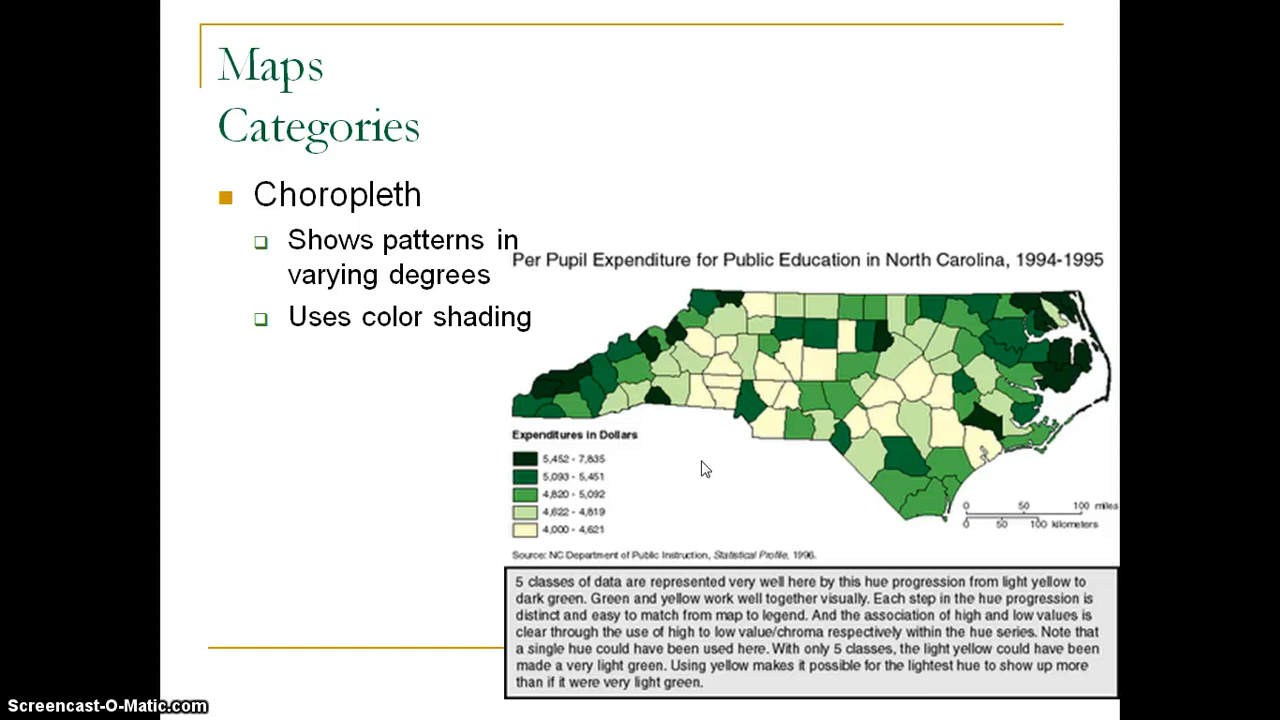 Maps
Categories
Choropleth
Shows patterns in
varying degrees
Uses color shading
Per Pupil Expenditure for Public Education in North Carolina, 1994-1995
Expenditures in Dollars
5,452 - 7,835
5,093 - 5,451
4,820 - 5,092
4,622 - 4,819
4,000 - 4,621
0 50 100 miles
0 50 100 kilometers
Source: NC Department of Public Instruction, Statistical Profile, 1996.
5 classes of data are represented very well here by this hue progression from light yellow to
dark green. Green and yellow work well together visually. Each step in the hue progression is
distinct and easy to match from map to legend. And the association of high and low values is
clear through the use of high to low value/chroma respectively within the hue series. Note that
a single hue could have been used here. With only 5 classes, the light yellow could have been
made a very light green. Using yellow makes it possible for the lightest hue to show up more
than if it were very light green.
Screencast-O-Matic.com